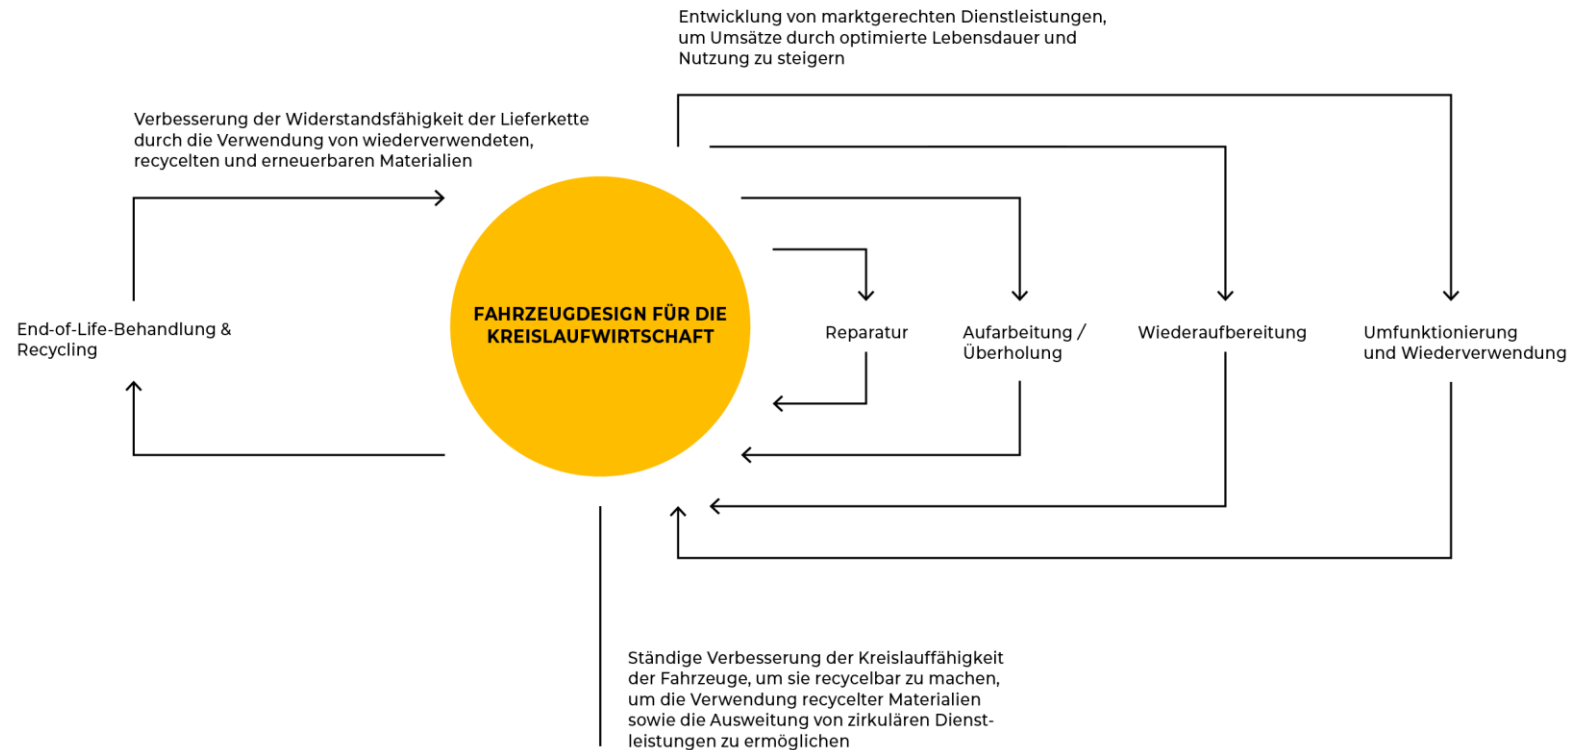 Entwicklung von marktgerechten Dienstleistungen,
um Umsätze durch optimierte Lebensdauer und
Nutzung zu steigern
Verbesserung der Widerstandsfähigkeit der Lieferkette
durch die Verwendung von wiederverwendeten,
recycelten und erneuerbaren Materialien
FAHRZEUGDESIGN FÜR DIE
KREISLAUFWIRTSCHAFT
End-of-Life-Behandlung &
Recycling
Reparatur
Aufarbeitung /
Überholung
Wiederaufbereitung
Umfunktionierung
und Wiederverwendung
Ständige Verbesserung der Kreislauffähigkeit
der Fahrzeuge, um sie recycelbar zu machen,
um die Verwendung recycelter Materialien
sowie die Ausweitung von zirkulären Dienst-
leistungen zu ermöglichen